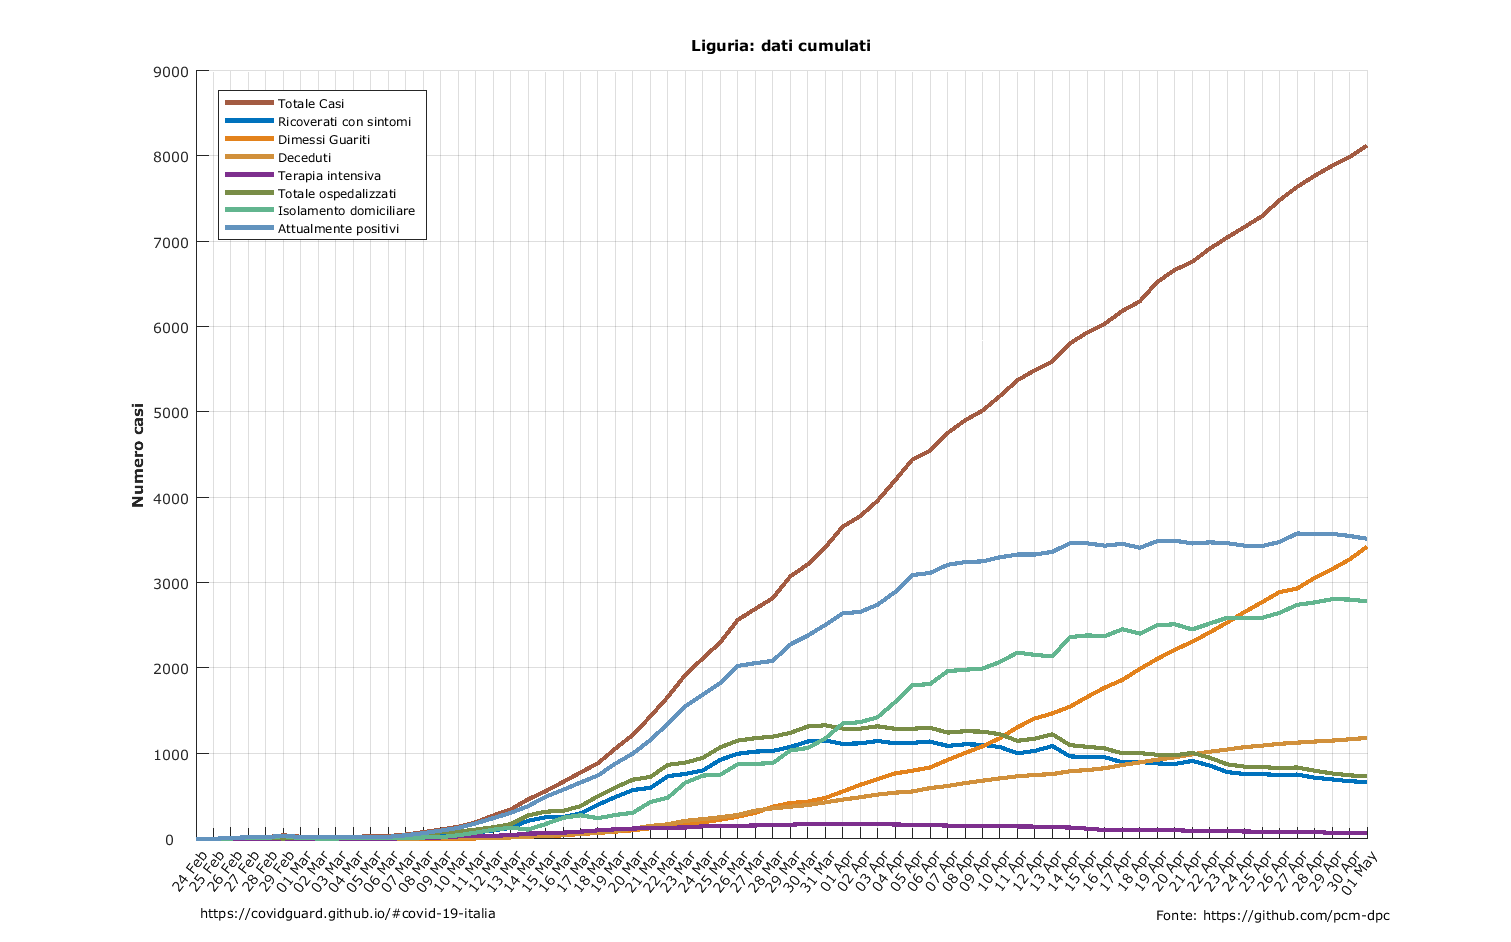 Liguria: dati cumulati
9000
8000
7000
6000
5000
4000
3000
2000
1000
0
Numero casi
Totale Casi
Ricoverati con sintomi
Dimessi Guariti
Deceduti
Terapia intensiva
Totale ospedalizzati
Isolamento domiciliare
Attualmente positivi
24 Feb
25 Feb
26 Feb
27 Feb
28 Feb
29 Feb
01 Mar
02 Mar
03 Mar
04 Mar
05 Mar
06 Mar
07 Mar
08 Mar
09 Mar
10 Mar
11 Mar
12 Mar
13 Mar
14 Mar
15 Mar
16 Mar
17 Mar
18 Mar
19 Mar
20 Mar
21 Mar
22 Mar
23 Mar
24 Mar
25 Mar
26 Mar
27 Mar
28 Mar
29 Mar
30 Mar
31 Mar
01 Apr
02 Apr
03 Apr
04 Apr
05 Apr
06 Apr
07 Apr
08 Apr
09 Apr
10 Apr
11 Apr
12 Apr
13 Apr
14 Apr
15 Apr
16 Apr
17 Apr
18 Apr
19 Apr
20 Apr
21 Apr
22 Apr
23 Apr
24 Apr
25 Apr
26 Apr
27 Apr
28 Apr
29 Apr
30 Apr
01 May
https://covidguard.github.io/#covid-19-italia
Fonte: https://github.com/pcm-dpc